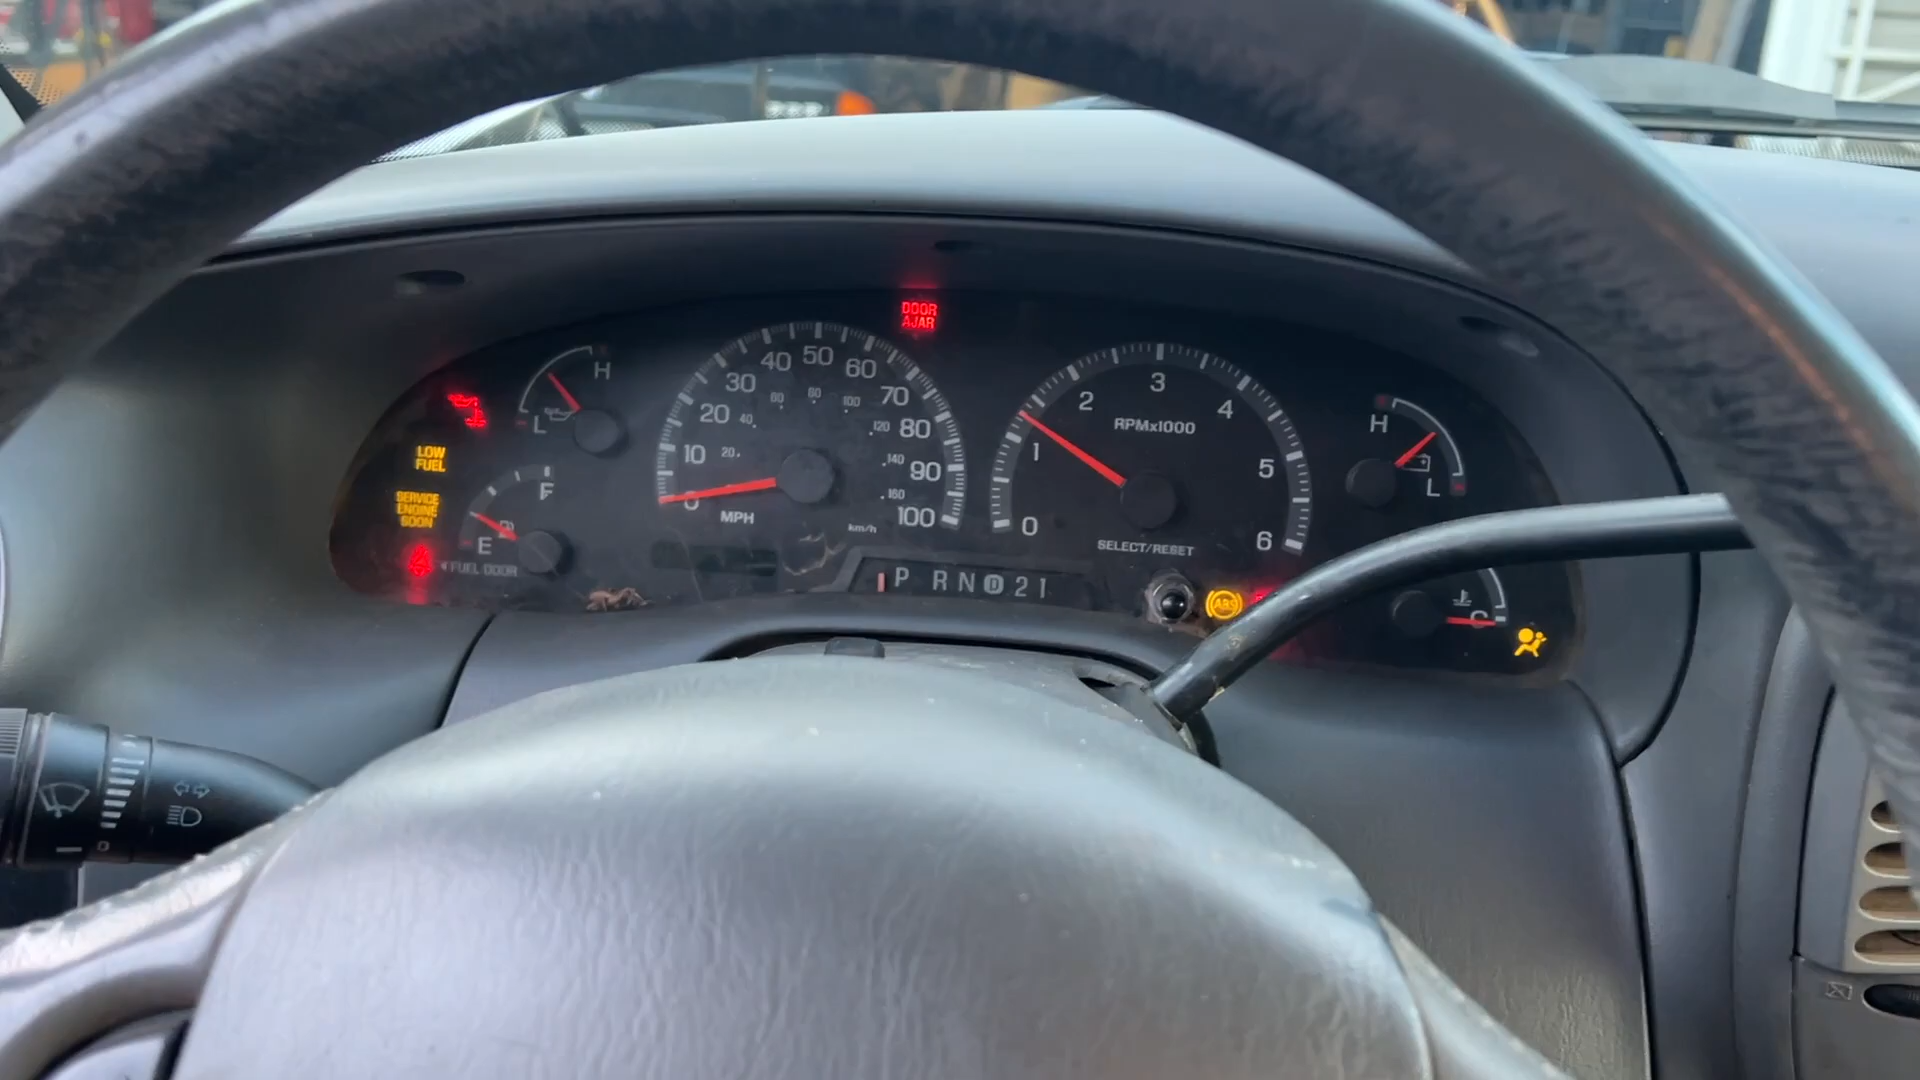 DOOR
AJAR
H
L
LOW
FUEL
SERVICE
ENGINE
SOON
F
E
FUEL DOOR
0
10
20
30
40
50
60
70
80
90
100
20
40
60
80
100
120
140
160
MPH
km/h
0
1
2
3
4
5
6
RPMx1000
SELECT/RESET
P R N D 2 1
ABS
H
L
C
O